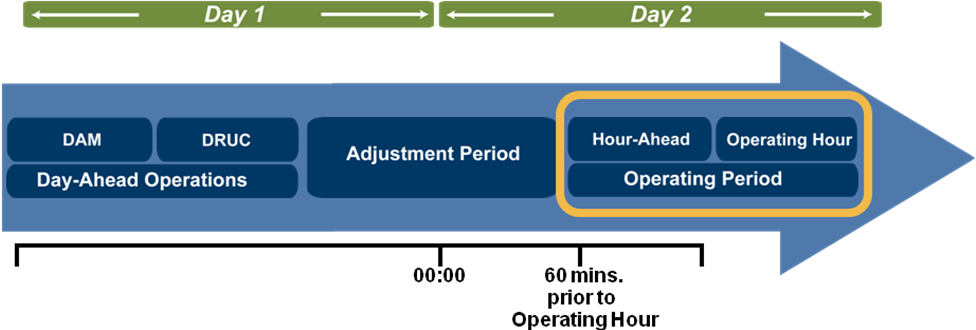 Day 1
Day 2
DAM
DRUC
Day-Ahead Operations
Adjustment Period
Hour-Ahead
Operating Hour
Operating Period
00:00
60 mins.
prior to
Operating Hour